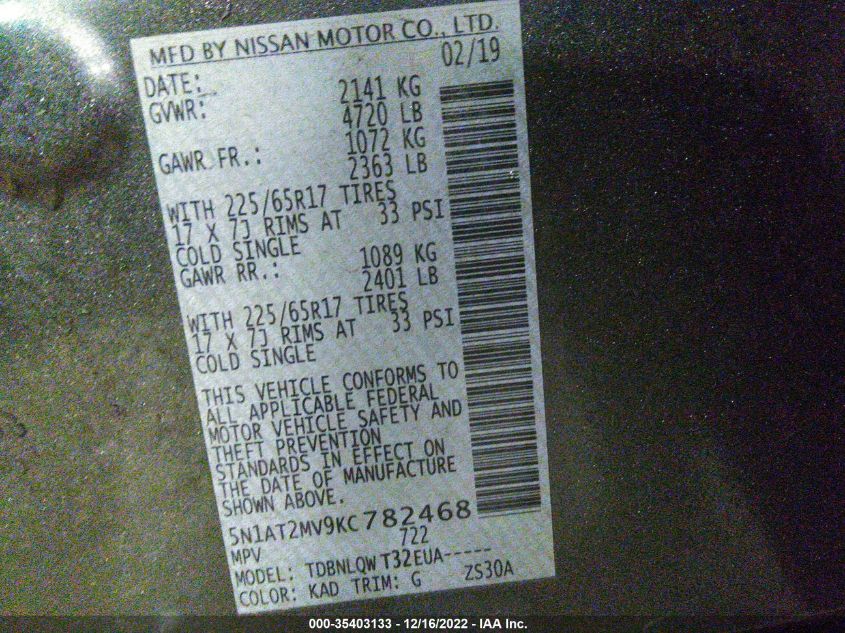 MFD BY NISSAN MOTOR CO., LTD.
DATE: 02/19
GVWR: 2141 KG
4720 LB
GAWR FR.: 1072 KG
2363 LB
WITH 225/65R17 TIRES
17 X 7J RIMS AT 33 PSI
COLD SINGLE
GAWR RR.: 1089 KG
2401 LB
WITH 225/65R17 TIRES
17 X 7J RIMS AT 33 PSI
COLD SINGLE
THIS VEHICLE CONFORMS TO
ALL APPLICABLE FEDERAL
MOTOR VEHICLE SAFETY AND
THEFT PREVENTION
STANDARDS IN EFFECT ON
THE DATE OF MANUFACTURE
SHOWN ABOVE.
5N1AT2MV9KC782468
MPV 722
MODEL: TDBNLQWT32EUA-----
COLOR: KAD TRIM: G ZS30A
000-35403133 - 12/16/2022 - IAA Inc.